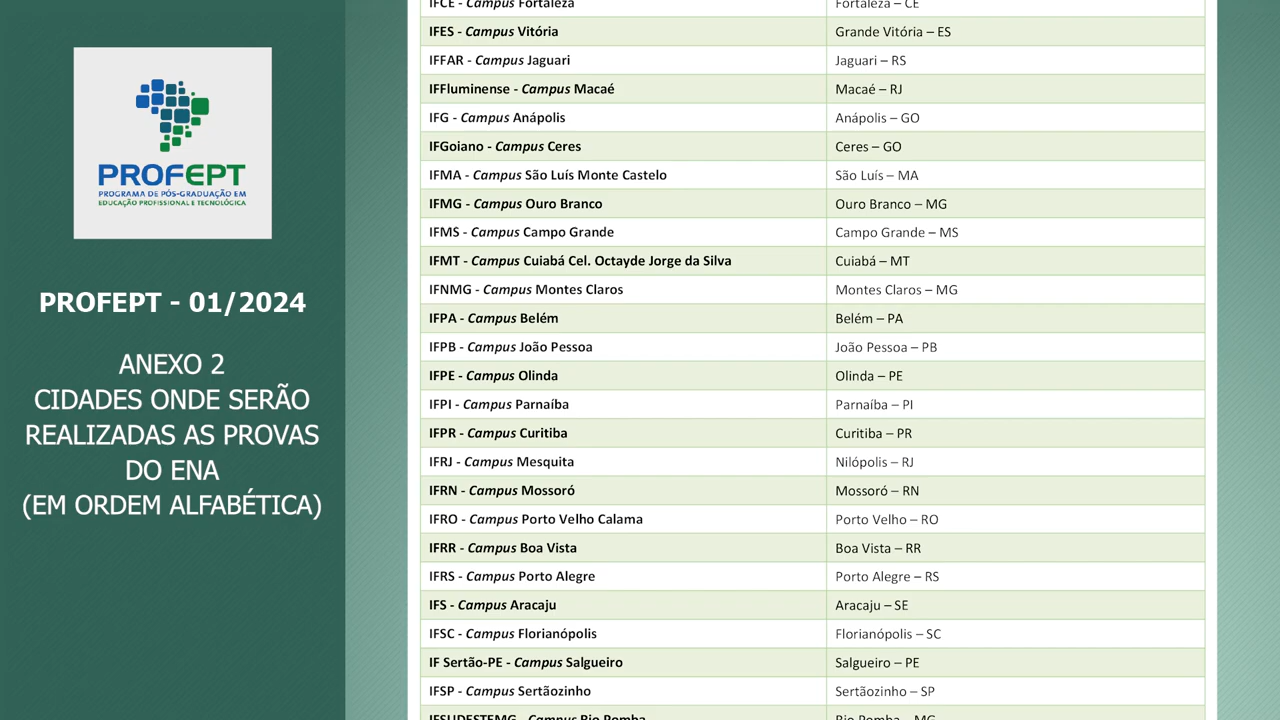 PROFEPT
PROGRAMA DE PÓS-GRADUAÇÃO EM
EDUCAÇÃO PROFISSIONAL E TECNOLÓGICA
PROFEPT - 01/2024
ANEXO 2
CIDADES ONDE SERÃO
REALIZADAS AS PROVAS
DO ENA
(EM ORDEM ALFABÉTICA)
IFCE - Campus Fortaleza Fortaleza – CE
IFES - Campus Vitória Grande Vitória – ES
IFFAR - Campus Jaguari Jaguari – RS
IFFluminense - Campus Macaé Macaé – RJ
IFG - Campus Anápolis Anápolis – GO
IFGoiano - Campus Ceres Ceres – GO
IFMA - Campus São Luís Monte Castelo São Luís – MA
IFMG - Campus Ouro Branco Ouro Branco – MG
IFMS - Campus Campo Grande Campo Grande – MS
IFMT - Campus Cuiabá Cel. Octayde Jorge da Silva Cuiabá – MT
IFNMG - Campus Montes Claros Montes Claros – MG
IFPA - Campus Belém Belém – PA
IFPB - Campus João Pessoa João Pessoa – PB
IFPE - Campus Olinda Olinda – PE
IFPI - Campus Parnaíba Parnaíba – PI
IFPR - Campus Curitiba Curitiba – PR
IFRJ - Campus Mesquita Nilópolis – RJ
IFRN - Campus Mossoró Mossoró – RN
IFRO - Campus Porto Velho Calama Porto Velho – RO
IFRR - Campus Boa Vista Boa Vista – RR
IFRS - Campus Porto Alegre Porto Alegre – RS
IFS - Campus Aracaju Aracaju – SE
IFSC - Campus Florianópolis Florianópolis – SC
IF Sertão-PE - Campus Salgueiro Salgueiro – PE
IFSP - Campus Sertãozinho Sertãozinho – SP
IFSUDESTEMG - Campus Rio Pomba Rio Pomba – MG